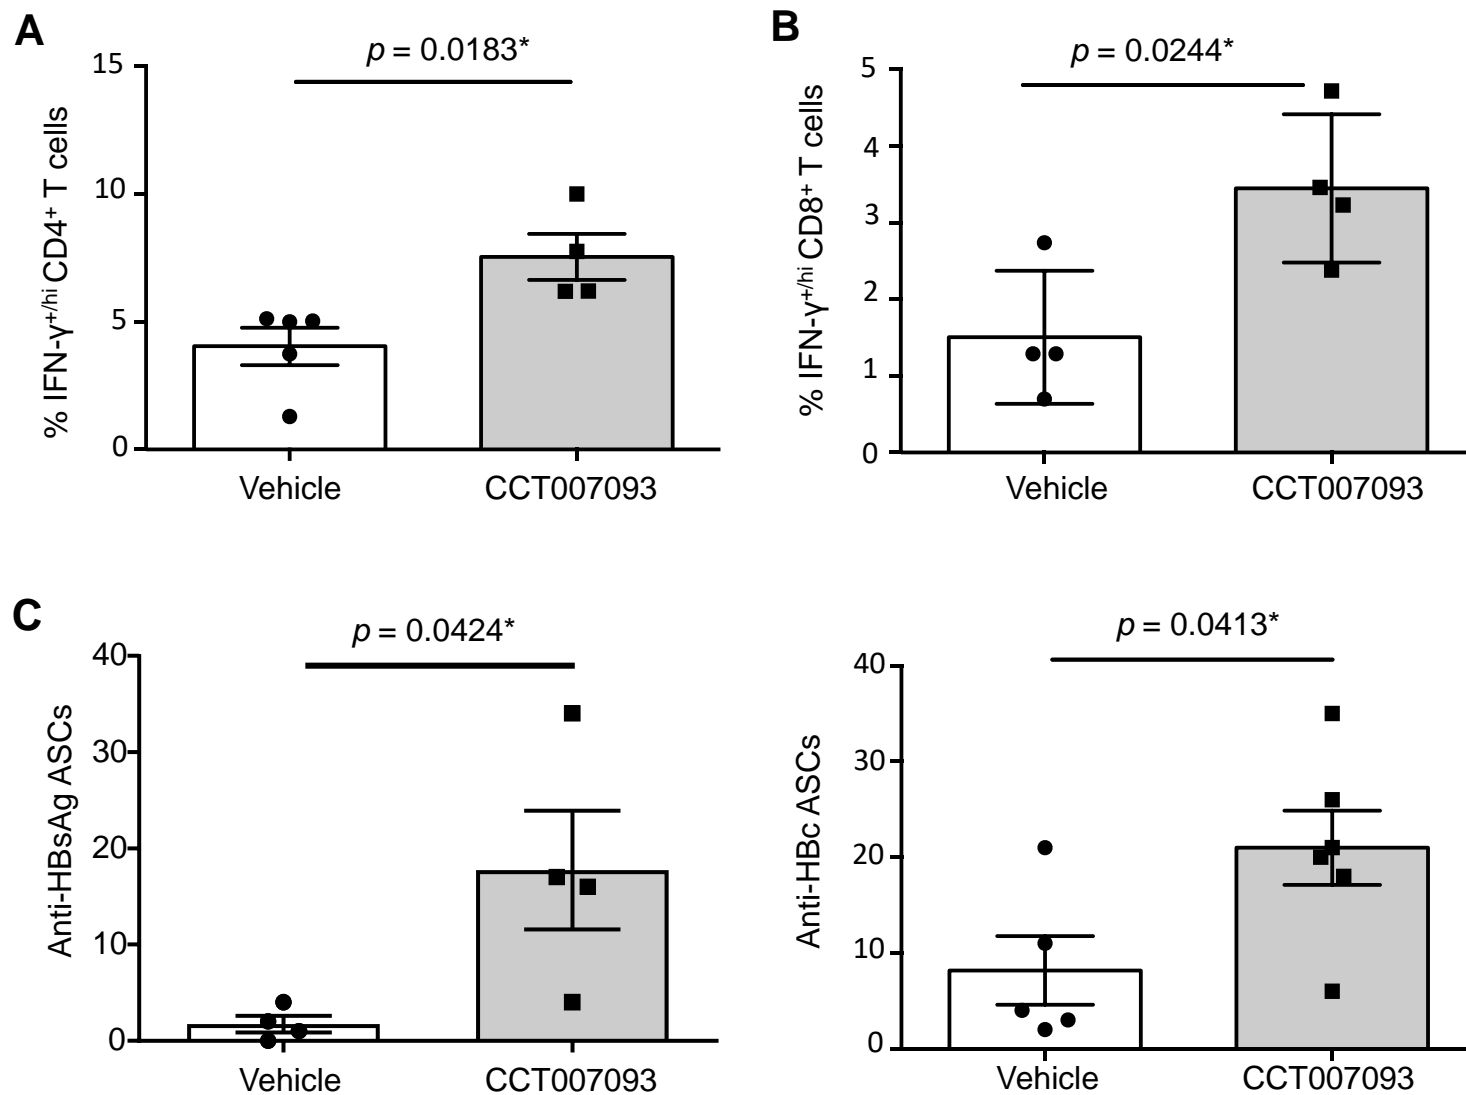 A
p = 0.0183*
% IFN-γ+/hi CD4+ T cells
15
10
5
0
Vehicle CCT007093
B
p = 0.0244*
% IFN-γ+/hi CD8+ T cells
5
4
3
2
1
0
Vehicle CCT007093
C
p = 0.0424*
Anti-HBsAg ASCs
40
30
20
10
0
Vehicle CCT007093
p = 0.0413*
Anti-HBc ASCs
40
30
20
10
0
Vehicle CCT007093